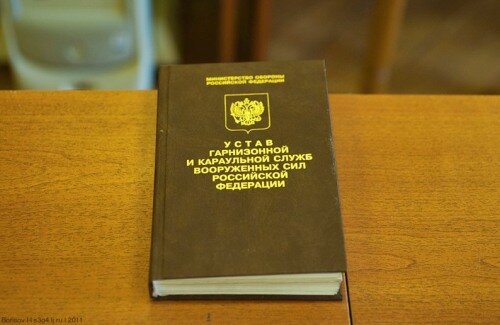 МИНИСТЕРСТВО ОБОРОНЫ
РОССИЙСКОЙ ФЕДЕРАЦИИ
УСТАВ
ГАРНИЗОННОЙ
И КАРАУЛЬНОЙ СЛУЖБ
ВООРУЖЕННЫХ СИЛ
РОССИЙСКОЙ
ФЕДЕРАЦИИ